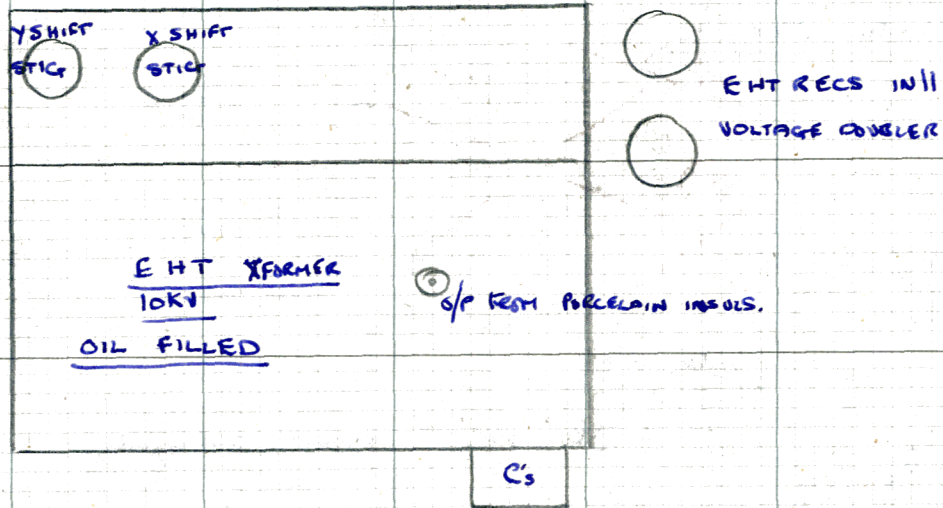 Y SHIFT
STIG
X SHIFT
STIG
EHT RECS IN //
VOLTAGE DOUBLER
EHT XFORMER
10KV
OIL FILLED
O/P FROM PORCELAIN INSULS.
C's